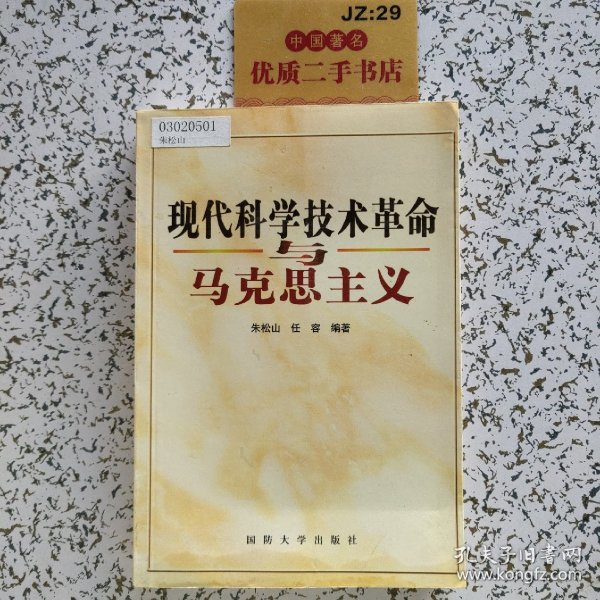 JZ:29
中国著名
优质二手书店
03020501
朱松山
现代科学技术革命
与
马克思主义
朱松山 任容 编著
国防大学出版社
孔夫子旧书网
www.kongfz.com